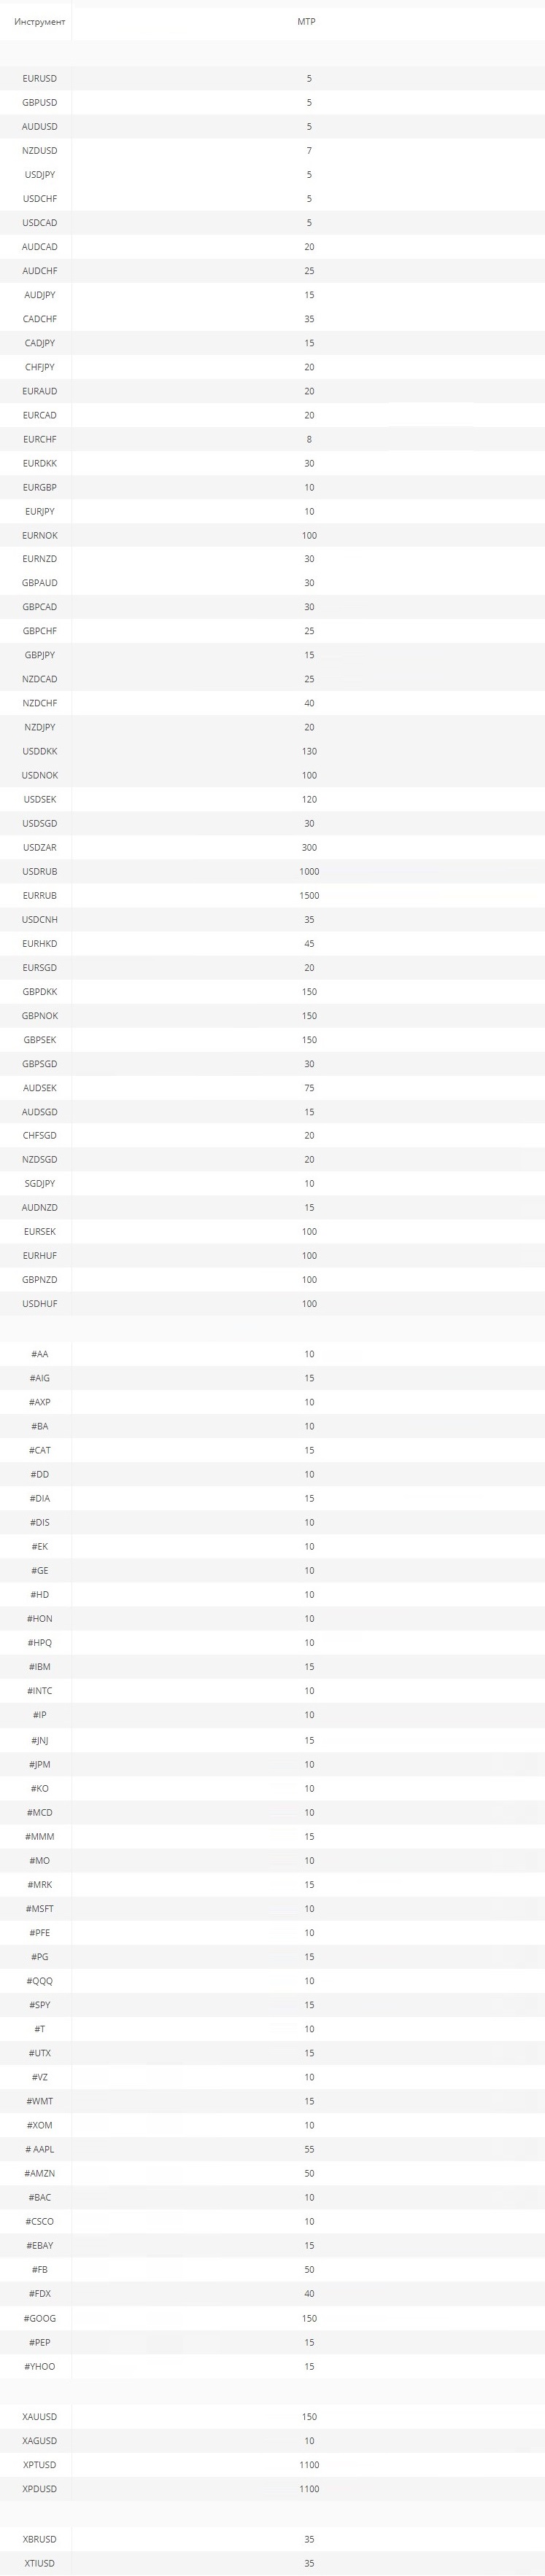 Инструмент MTP
EURUSD 5
GBPUSD 5
AUDUSD 5
NZDUSD 7
USDJPY 5
USDCHF 5
USDCAD 5
AUDCAD 20
AUDCHF 25
AUDJPY 15
CADCHF 35
CADJPY 15
CHFJPY 20
EURAUD 20
EURCAD 20
EURCHF 8
EURDKK 30
EURGBP 10
EURJPY 10
EURNOK 100
EURNZD 30
GBPAUD 30
GBPCAD 30
GBPCHF 25
GBPJPY 15
NZDCAD 25
NZDCHF 40
NZDJPY 20
USDDKK 130
USDNOK 100
USDSEK 120
USDSGD 30
USDZAR 300
USDRUB 1000
EURRUB 1500
USDCNH 35
EURHKD 45
EURSGD 20
GBPDKK 150
GBPNOK 150
GBPSEK 150
GBPSGD 30
AUDSEK 75
AUDSGD 15
CHFSGD 20
NZDSGD 20
SGDJPY 10
AUDNZD 15
EURSEK 100
EURHUF 100
GBPNZD 100
USDHUF 100
#AA 10
#AIG 15
#AXP 10
#BA 10
#CAT 15
#DD 10
#DIA 15
#DIS 10
#EK 10
#GE 10
#HD 10
#HON 10
#HPQ 10
#IBM 15
#INTC 10
#IP 10
#JNJ 15
#JPM 10
#KO 10
#MCD 10
#MMM 15
#MO 10
#MRK 15
#MSFT 10
#PFE 10
#PG 15
#QQQ 10
#SPY 15
#T 10
#UTX 15
#VZ 10
#WMT 15
#XOM 10
# AAPL 55
#AMZN 50
#BAC 10
#CSCO 10
#EBAY 15
#FB 50
#FDX 40
#GOOG 150
#PEP 15
#YHOO 15
XAUUSD 150
XAGUSD 10
XPTUSD 1100
XPDUSD 1100
XBRUSD 35
XTIUSD 35